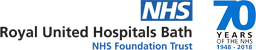 NHS
Royal United Hospitals Bath
NHS Foundation Trust
70
YEARS
OF THE NHS
1948 - 2018